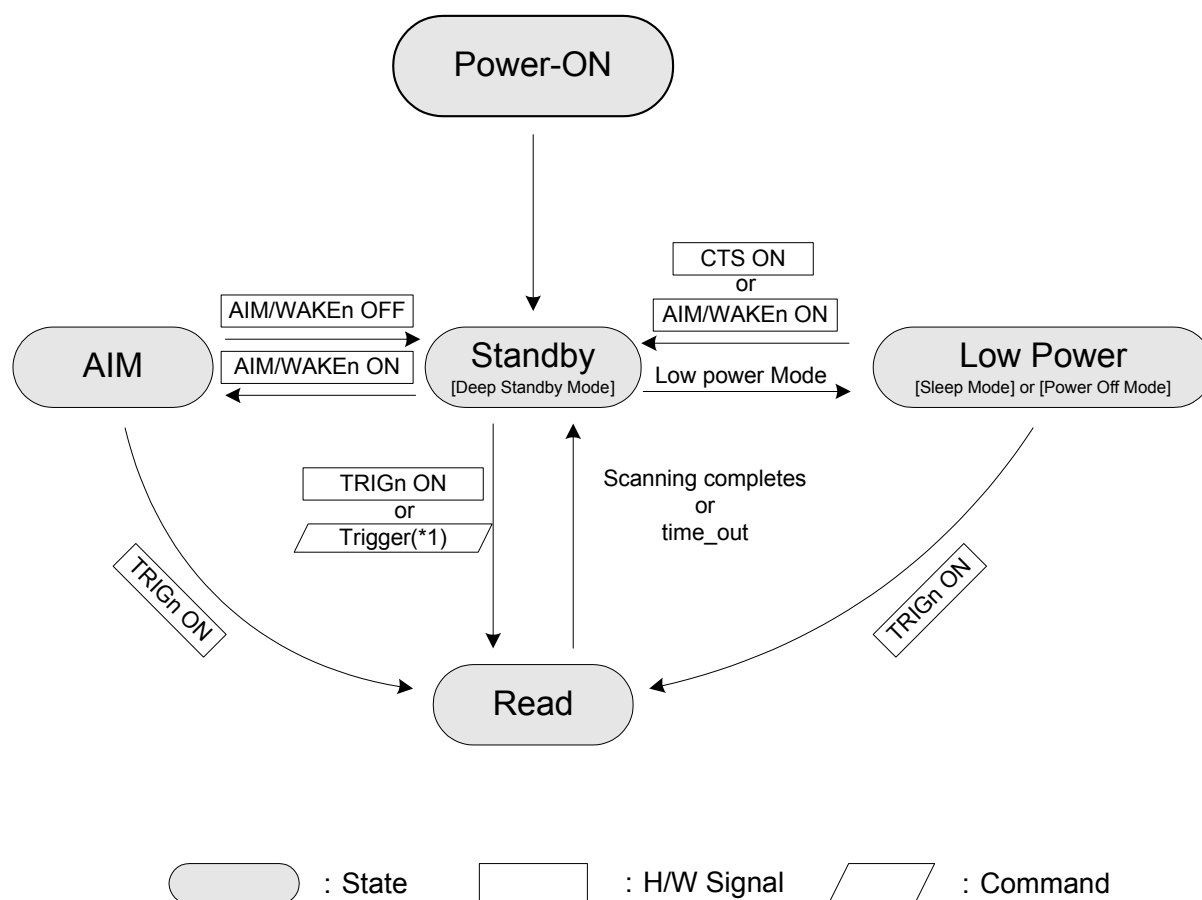 Power-ON
CTS ON
or
AIM/WAKEn ON
AIM/WAKEn OFF
AIM/WAKEn ON
AIM
Standby
[Deep Standby Mode]
Low power Mode
Low Power
[Sleep Mode] or [Power Off Mode]
TRIGn ON
or
Trigger(*1)
Scanning completes
or
time_out
TRIGn ON
TRIGn ON
Read
: State
: H/W Signal
: Command